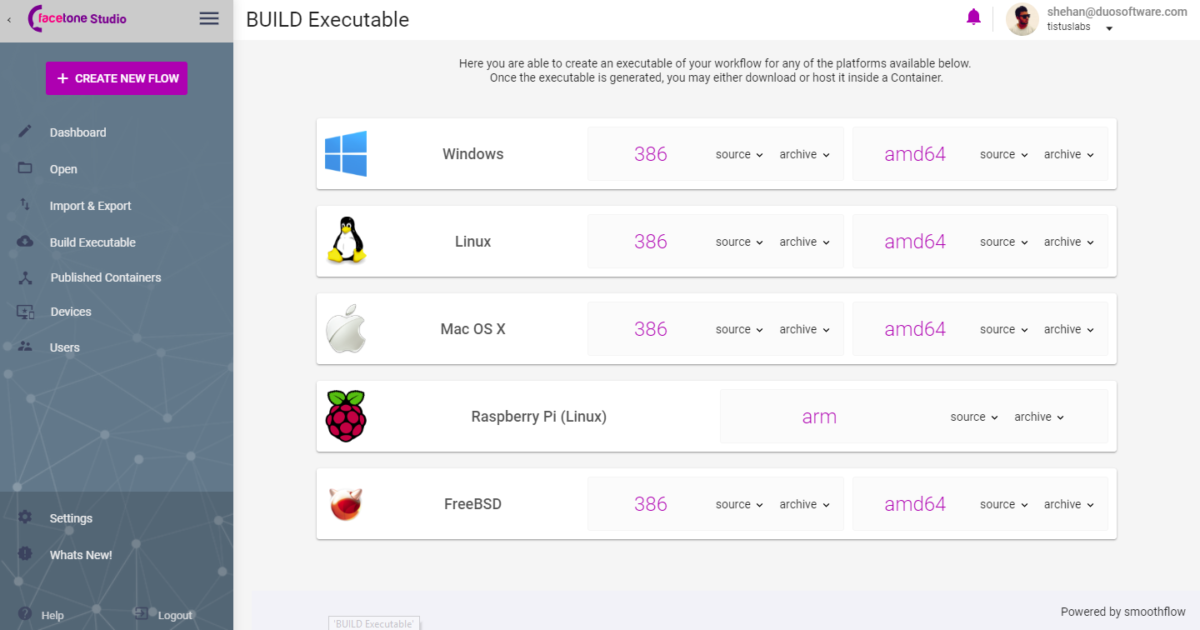 facetone Studio
BUILD Executable
shehan@duosoftware.com
tistuslabs
+ CREATE NEW FLOW
Dashboard
Open
Import & Export
Build Executable
Published Containers
Devices
Users
Settings
Whats New!
Help
Logout
Here you are able to create an executable of your workflow for any of the platforms available below.
Once the executable is generated, you may either download or host it inside a Container.
Windows 386 source archive amd64 source archive
Linux 386 source archive amd64 source archive
Mac OS X 386 source archive amd64 source archive
Raspberry Pi (Linux) arm source archive
FreeBSD 386 source archive amd64 source archive
Powered by smoothflow
'BUILD Executable'